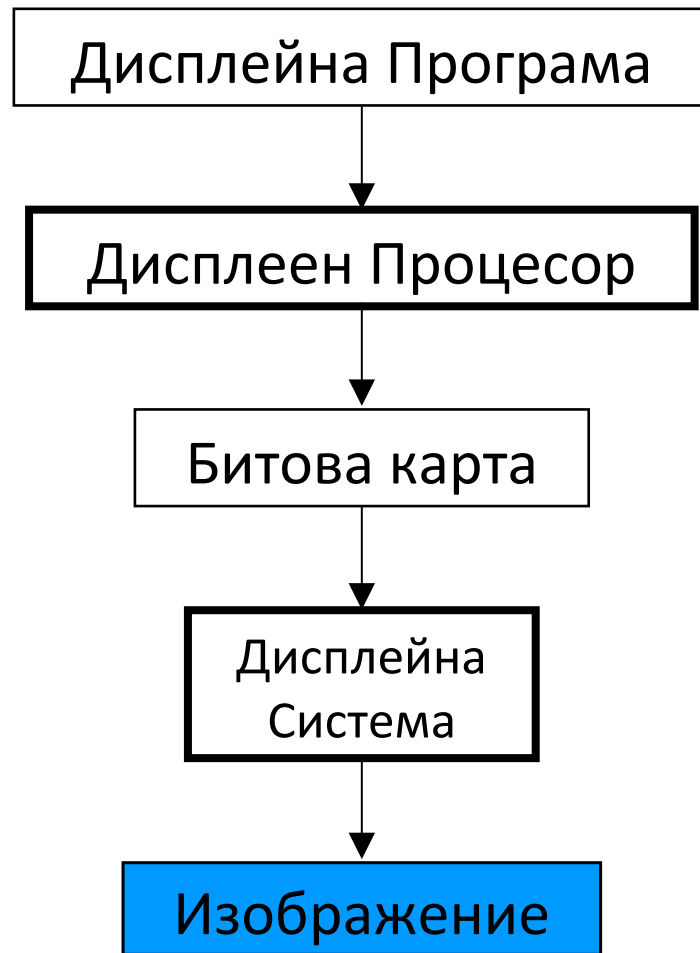 Дисплейна Програма
Дисплеен Процесор
Битова карта
Дисплейна
Система
Изображение